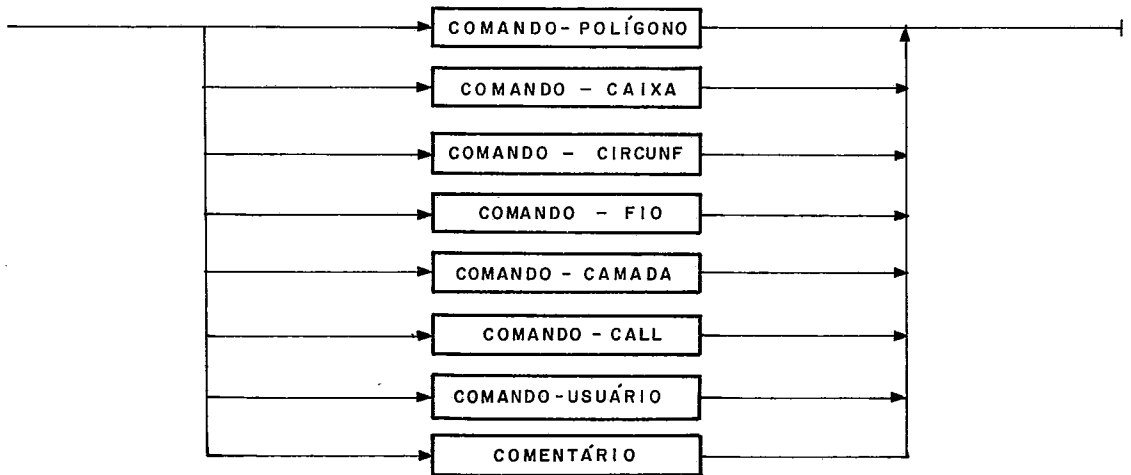 COMANDO-POLÍGONO
COMANDO - CAIXA
COMANDO - CIRCUNF
COMANDO - FIO
COMANDO - CAMADA
COMANDO - CALL
COMANDO-USUÁRIO
COMENTÁRIO